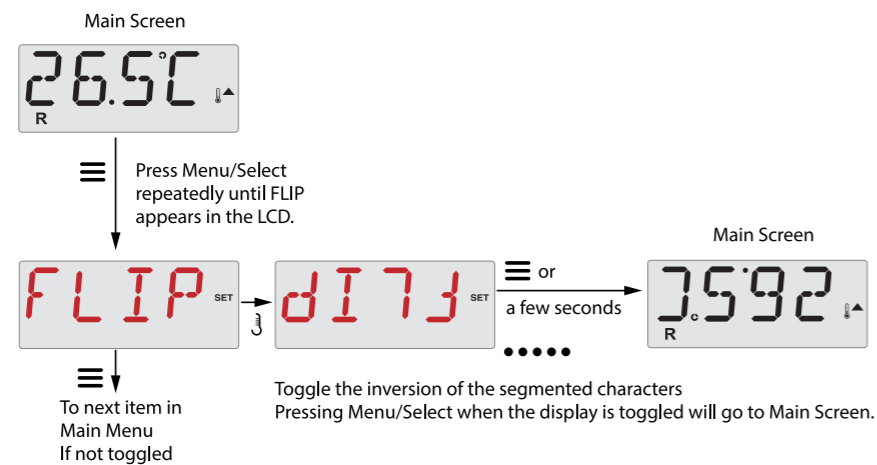 Main Screen
26.5°C
R
Press Menu/Select
repeatedly until FLIP
appears in the LCD.
FLIP SET
FLIP SET
or
a few seconds
Main Screen
26.5°C
R
To next item in
Main Menu
If not toggled
Toggle the inversion of the segmented characters
Pressing Menu/Select when the display is toggled will go to Main Screen.